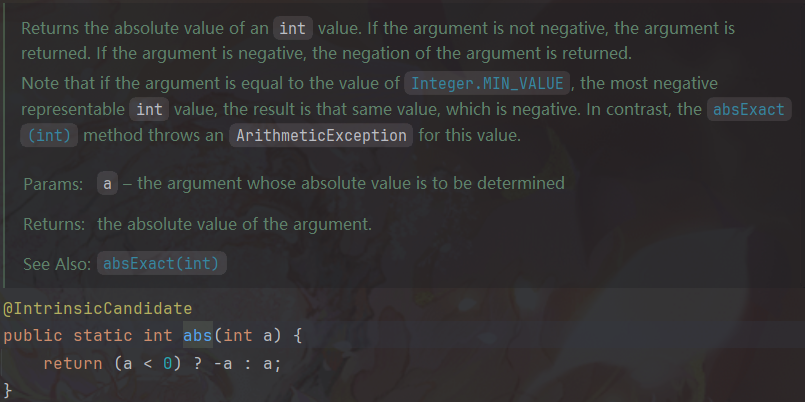 Returns the absolute value of an int value. If the argument is not negative, the argument is
returned. If the argument is negative, the negation of the argument is returned.
Note that if the argument is equal to the value of Integer.MIN_VALUE, the most negative
representable int value, the result is that same value, which is negative. In contrast, the absExact
(int) method throws an ArithmeticException for this value.
Params: a – the argument whose absolute value is to be determined
Returns: the absolute value of the argument.
See Also: absExact(int)
@IntrinsicCandidate
public static int abs(int a) {
    return (a < 0) ? -a : a;
}